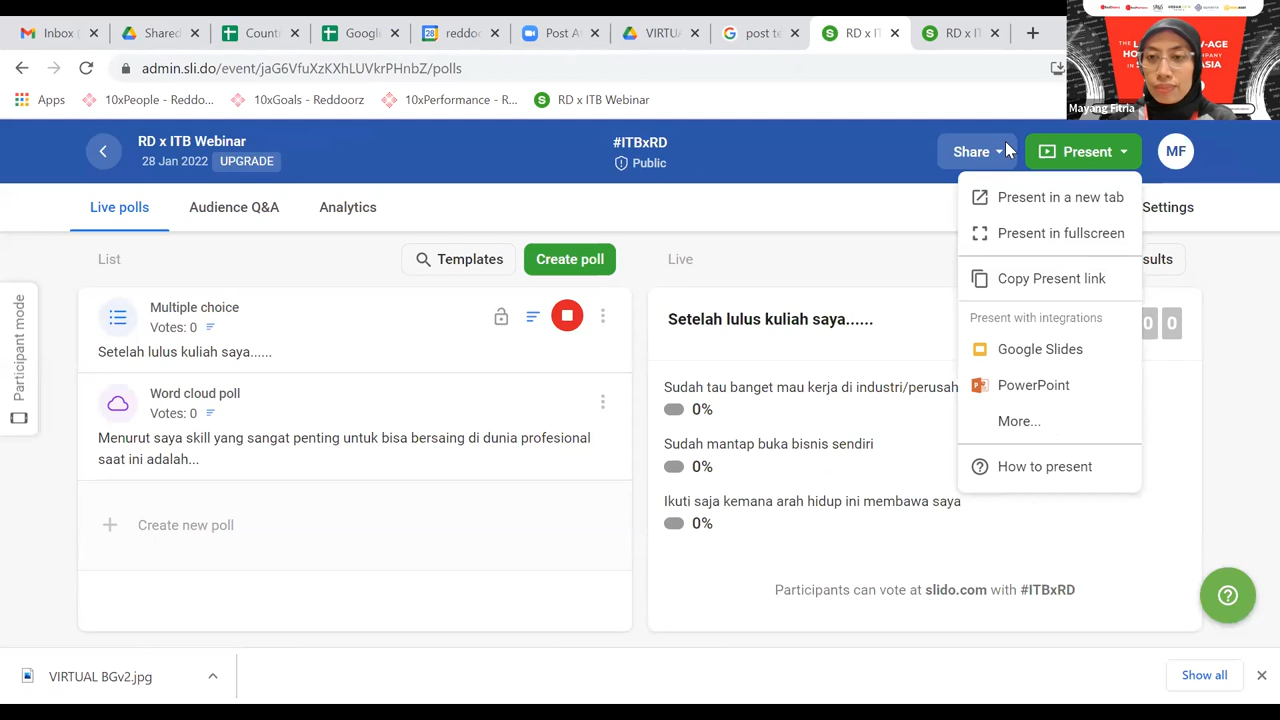 Inbox (
Shared
Count
Googl
28 reddoo
Post A
VIRTUA
post te
RD x IT
RD x IT
admin.sli.do/event/jaG6VfuXzKXhLUVkrPHnbZ/polls
Apps
10xPeople - Reddo...
10xGoals - Reddoorz
10xPerformance - R...
RD x ITB Webinar
Mayang Fitria
RD x ITB Webinar
28 Jan 2022 UPGRADE
#ITBxRD
Public
Share
Present
MF
Live polls
Audience Q&A
Analytics
Settings
Present in a new tab
Present in fullscreen
Copy Present link
Present with integrations
Google Slides
PowerPoint
More...
How to present
List
Templates
Create poll
Live
sults
Participant mode
Multiple choice
Votes: 0
Setelah lulus kuliah saya......
Word cloud poll
Votes: 0
Menurut saya skill yang sangat penting untuk bisa bersaing di dunia profesional
saat ini adalah...
Create new poll
Setelah lulus kuliah saya......
0 0
Sudah tau banget mau kerja di industri/perusah
0%
Sudah mantap buka bisnis sendiri
0%
Ikuti saja kemana arah hidup ini membawa saya
0%
Participants can vote at slido.com with #ITBxRD
VIRTUAL BGv2.jpg
Show all